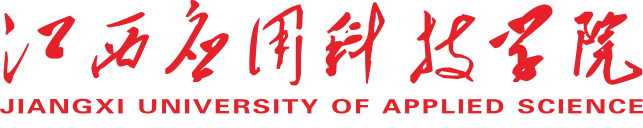 江西应用科技学院
JIANGXI UNIVERSITY OF APPLIED SCIENCE